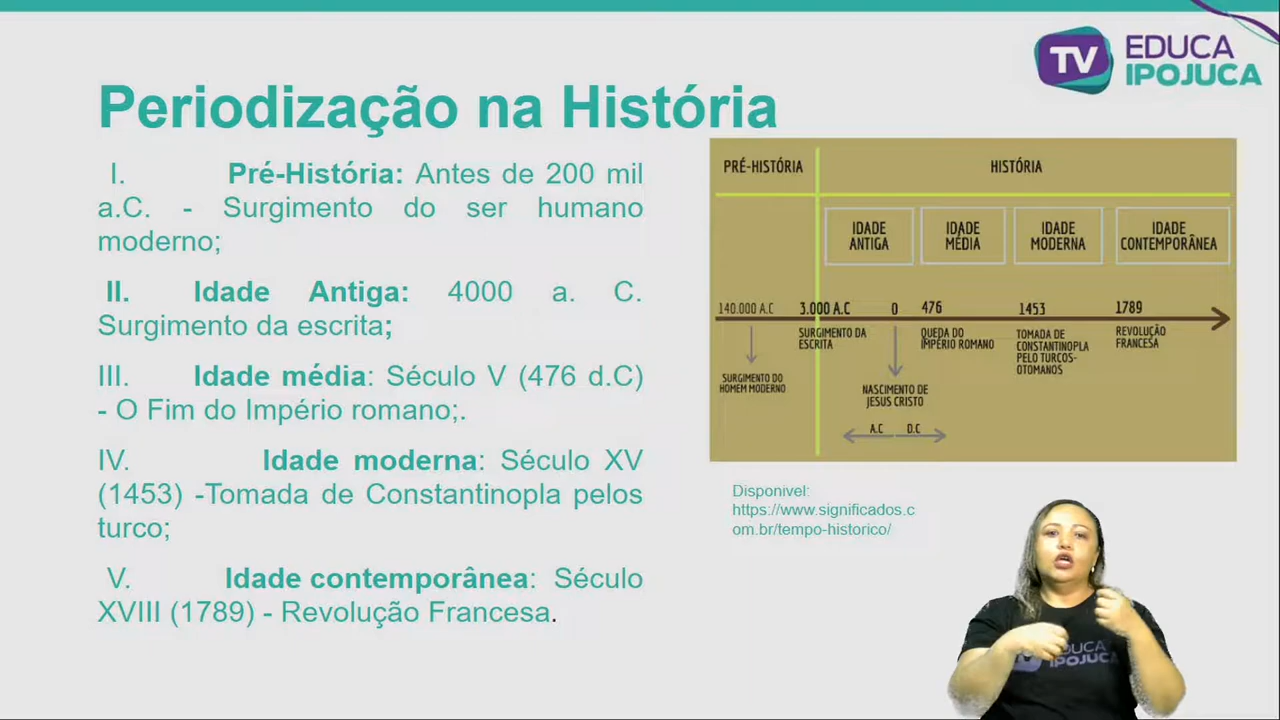 TV EDUCA
IPOJUCA
Periodização na História
I. Pré-História: Antes de 200 mil
a.C. - Surgimento do ser humano
moderno;
II. Idade Antiga: 4000 a. C.
Surgimento da escrita;
III. Idade média: Século V (476 d.C)
- O Fim do Império romano;.
IV. Idade moderna: Século XV
(1453) -Tomada de Constantinopla pelos
turco;
V. Idade contemporânea: Século
XVIII (1789) - Revolução Francesa.
PRÉ-HISTÓRIA
HISTÓRIA
IDADE
ANTIGA
IDADE
MÉDIA
IDADE
MODERNA
IDADE
CONTEMPORÂNEA
140.000 A.C
3.000 A.C
0
476
1453
1789
SURGIMENTO DO
HOMEM MODERNO
SURGIMENTO DA
ESCRITA
NASCIMENTO DE
JESUS CRISTO
A.C
D.C
QUEDA DO
IMPÉRIO ROMANO
TOMADA DE
CONSTANTINOPLA
PELO TURCOS-
OTOMANOS
REVOLUÇÃO
FRANCESA
Disponivel:
https://www.significados.c
om.br/tempo-historico/
TV EDUCA
IPOJUCA